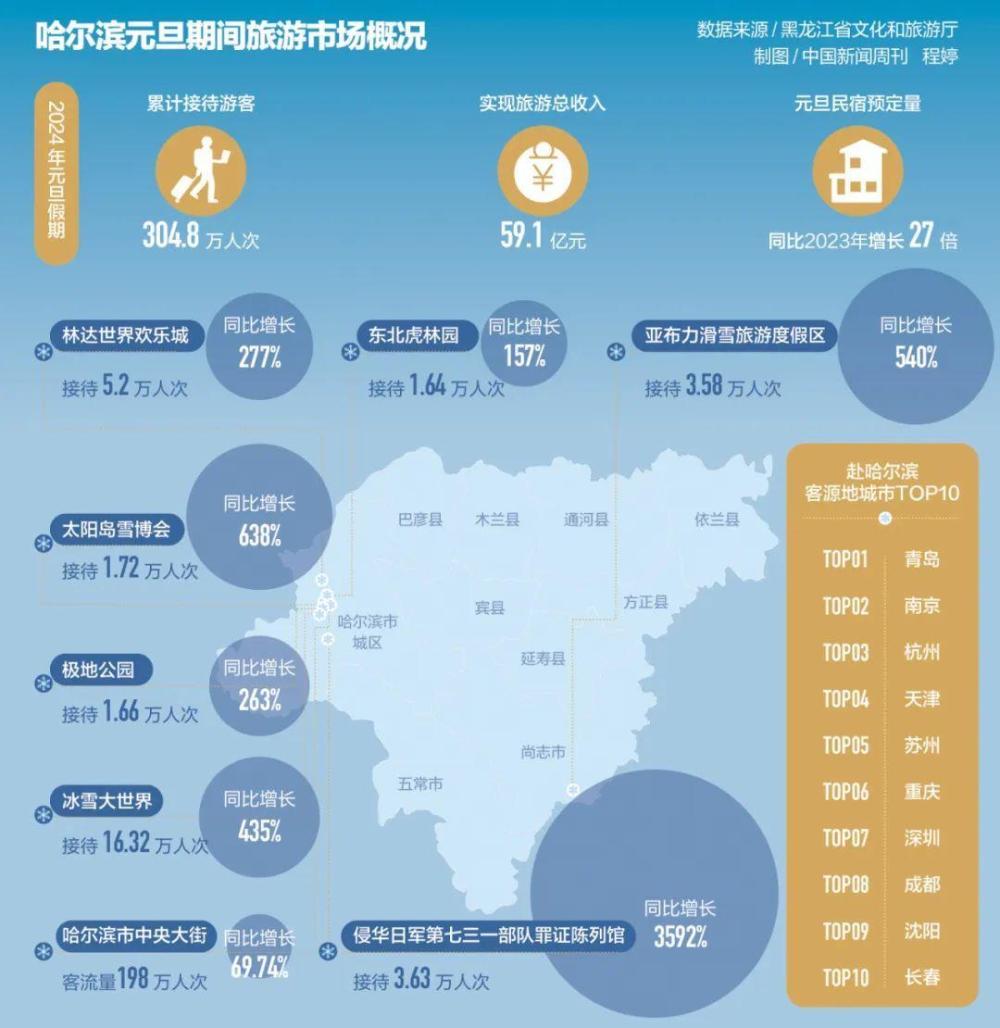 哈尔滨元旦期间旅游市场概况
数据来源/黑龙江省文化和旅游厅
制图/中国新闻周刊 程婷
2024年元旦假期
累计接待游客
304.8 万人次
实现旅游总收入
¥
59.1 亿元
元旦民宿预定量
同比2023年增长 27 倍
林达世界欢乐城
接待 5.2 万人次
同比增长
277%
东北虎林园
接待 1.64 万人次
同比增长
157%
亚布力滑雪旅游度假区
接待 3.58 万人次
同比增长
540%
太阳岛雪博会
接待 1.72 万人次
同比增长
638%
极地公园
接待 1.66 万人次
同比增长
263%
冰雪大世界
接待 16.32 万人次
同比增长
435%
哈尔滨市中央大街
客流量 198 万人次
同比增长
69.74%
侵华日军第七三一部队罪证陈列馆
接待 3.63 万人次
同比增长
3592%
巴彦县
木兰县
通河县
依兰县
宾县
方正县
哈尔滨市
城区
延寿县
尚志市
五常市
赴哈尔滨
客源地城市TOP10
TOP01 青岛
TOP02 南京
TOP03 杭州
TOP04 天津
TOP05 苏州
TOP06 重庆
TOP07 深圳
TOP08 成都
TOP09 沈阳
TOP10 长春